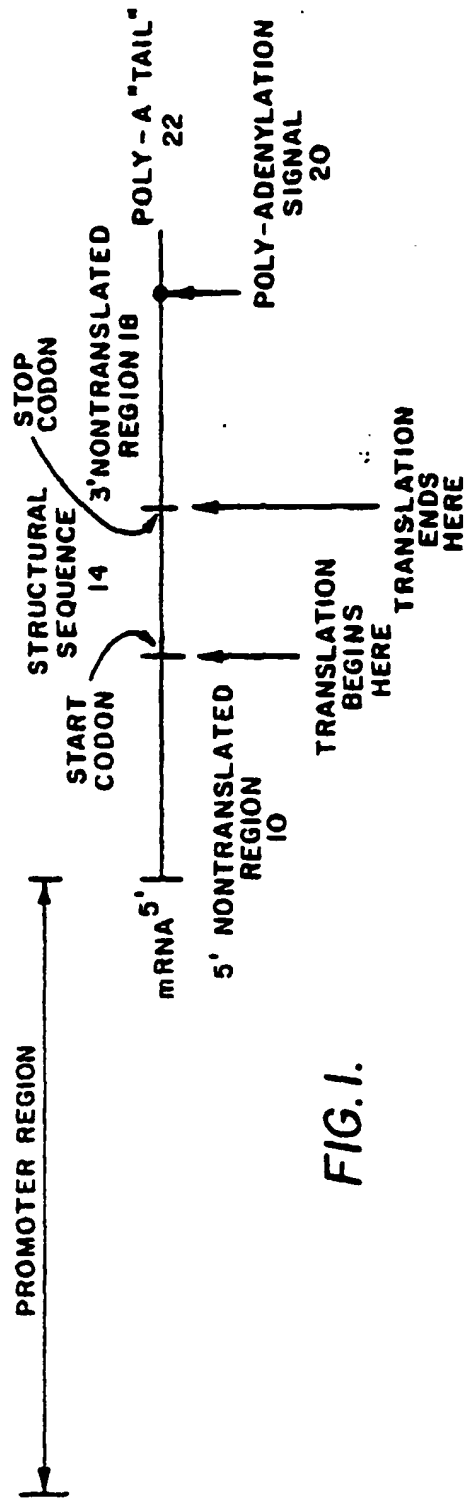 PROMOTER REGION
mRNA 5'
5' NONTRANSLATED
REGION
10
START
CODON
TRANSLATION
BEGINS
HERE
STRUCTURAL
SEQUENCE
14
STOP
CODON
TRANSLATION
ENDS
HERE
3' NONTRANSLATED
REGION 18
POLY-ADENYLATION
SIGNAL
20
POLY-A "TAIL"
22
FIG. 1.